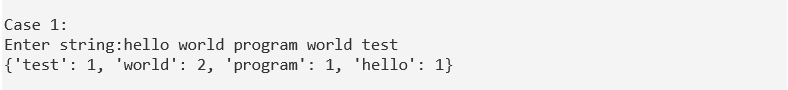 Case 1:
Enter string:hello world program world test
{'test': 1, 'world': 2, 'program': 1, 'hello': 1}